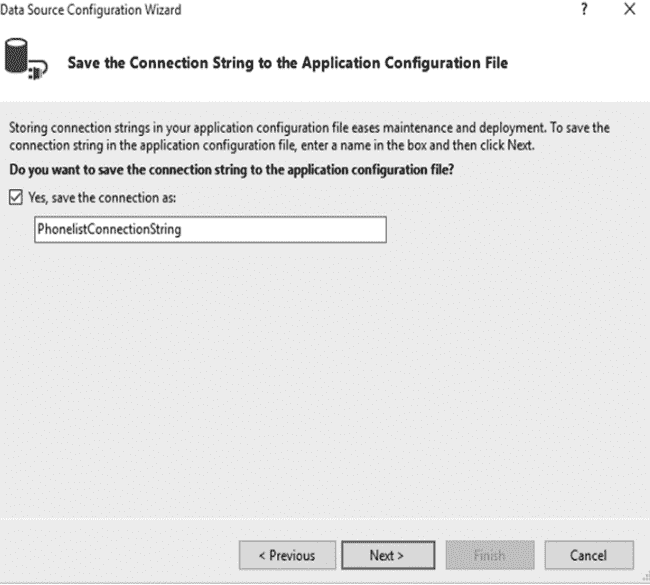 Data Source Configuration Wizard ? X
Save the Connection String to the Application Configuration File
Storing connection strings in your application configuration file eases maintenance and deployment. To save the
connection string in the application configuration file, enter a name in the box and then click Next.
Do you want to save the connection string to the application configuration file?
Yes, save the connection as:
PhonelistConnectionString
< Previous Next > Finish Cancel